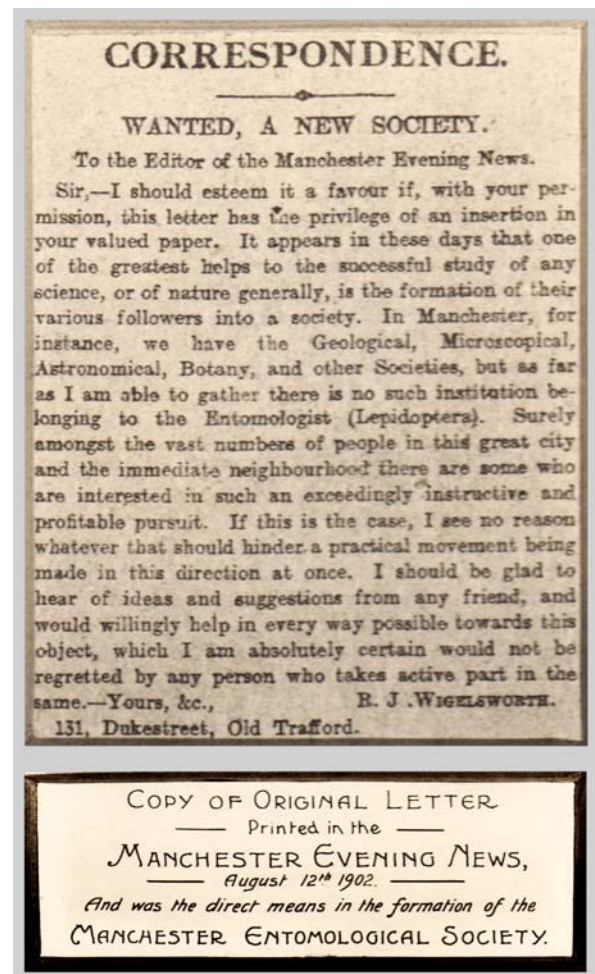 CORRESPONDENCE.
WANTED, A NEW SOCIETY.
To the Editor of the Manchester Evening News.
Sir,—I should esteem it a favour if, with your per-
mission, this letter has the privilege of an insertion in
your valued paper. It appears in these days that one
of the greatest helps to the successful study of any
science, or of nature generally, is the formation of their
various followers into a society. In Manchester, for
instance, we have the Geological, Microscopical,
Astronomical, Botany, and other Societies, but as far
as I am able to gather there is no such institution be-
longing to the Entomologist (Lepidoptera). Surely
amongst the vast numbers of people in this great city
and the immediate neighbourhood there are some who
are interested in such an exceedingly instructive and
profitable pursuit. If this is the case, I see no reason
whatever that should hinder a practical movement being
made in this direction at once. I should be glad to
hear of ideas and suggestions from any friend, and
would willingly help in every way possible towards this
object, which I am absolutely certain would not be
regretted by any person who takes active part in the
same.—Yours, &c., R. J .WIGELSWORTH.
131, Dukestreet, Old Trafford.
COPY OF ORIGINAL LETTER
Printed in the
MANCHESTER EVENING NEWS,
August 12th 1902.
And was the direct means in the formation of the
MANCHESTER ENTOMOLOGICAL SOCIETY.